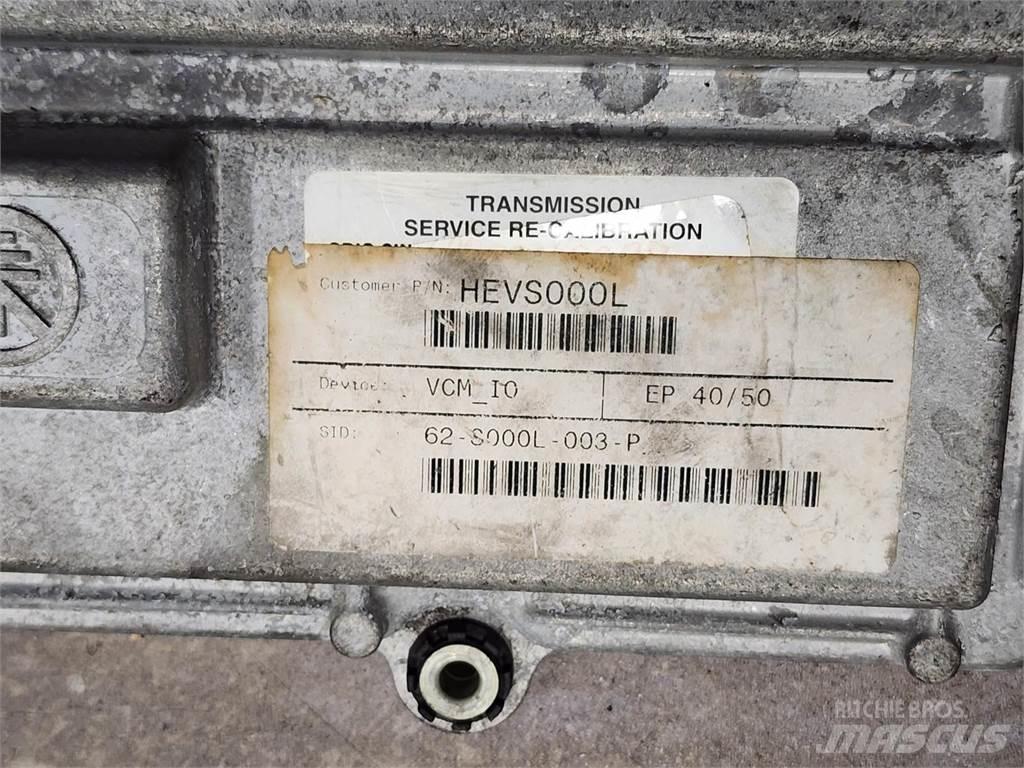 TRANSMISSION
SERVICE RE-CALIBRATION
Customer P/N: HEVS000L
Device: VCM_IO EP 40/50
SID: 62-S000L-003-P
RITCHIE BROS.
MASCUS